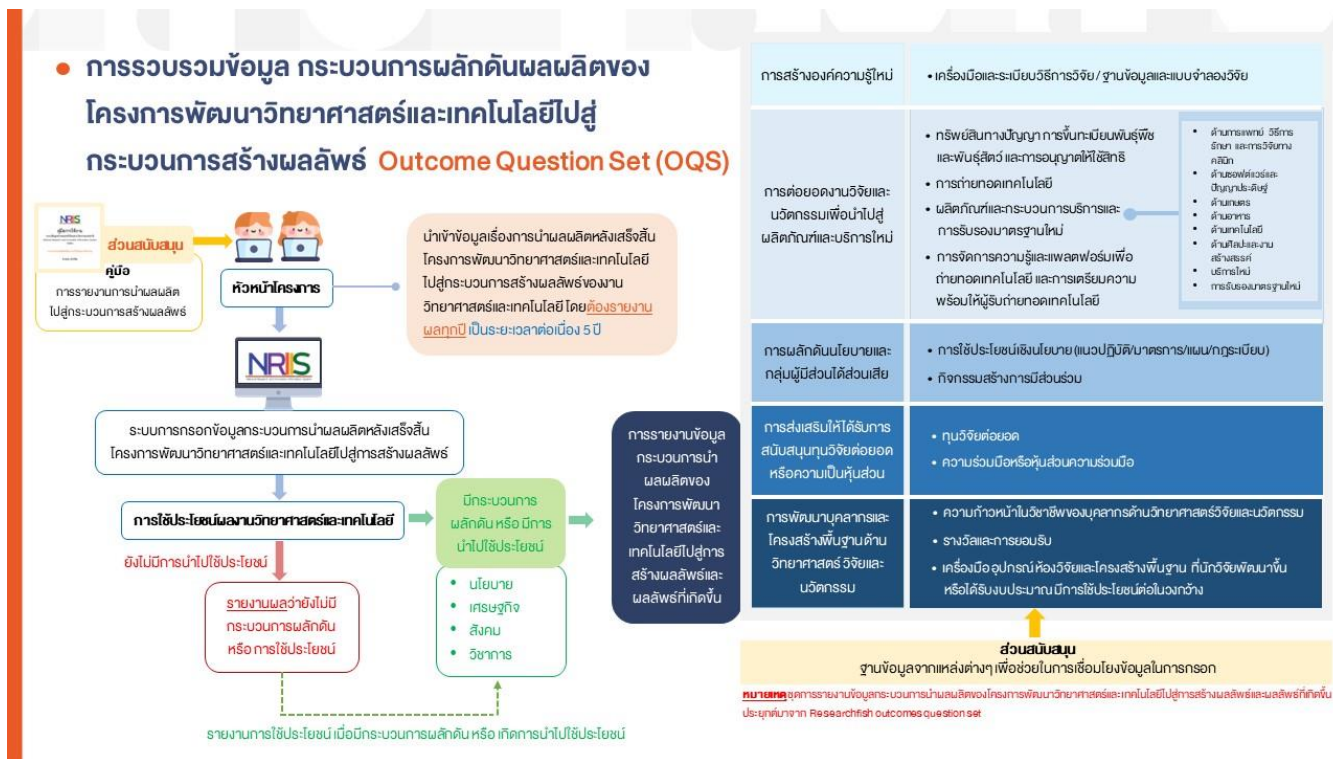 • การรวบรวมข้อมูล กระบวนการผลักดันผลผลิตของ
โครงการพัฒนาวิทยาศาสตร์และเทคโนโลยีไปสู่
กระบวนการสร้างผลลัพธ์ Outcome Question Set (OQS)
NRIIS
ส่วนสนับสนุน
คู่มือ
การรายงานการนำผลผลิต
ไปสู่กระบวนการสร้างผลลัพธ์
หัวหน้าโครงการ
นำเข้าข้อมูลเรื่องการนำผลผลิตหลังเสร็จสิ้น
โครงการพัฒนาวิทยาศาสตร์และเทคโนโลยี
ไปสู่กระบวนการสร้างผลลัพธ์ของงาน
วิทยาศาสตร์และเทคโนโลยี โดยต้องรายงาน
ผลทุกปี เป็นระยะเวลาต่อเนื่อง 5 ปี
NRIIS
ระบบการกรอกข้อมูลกระบวนการนำผลผลิตหลังเสร็จสิ้น
โครงการพัฒนาวิทยาศาสตร์และเทคโนโลยีไปสู่การสร้างผลลัพธ์
การใช้ประโยชน์ผลงานวิทยาศาสตร์และเทคโนโลยี
ยังไม่มีการนำไปใช้ประโยชน์
รายงานผลว่ายังไม่มี
กระบวนการผลักดัน
หรือ การใช้ประโยชน์
มีกระบวนการ
ผลักดัน หรือ มีการ
นำไปใช้ประโยชน์
• นโยบาย
• เศรษฐกิจ
• สังคม
• วิชาการ
รายงานการใช้ประโยชน์ เมื่อมีกระบวนการผลักดัน หรือ เกิดการนำไปใช้ประโยชน์
การรายงานข้อมูล
กระบวนการนำ
ผลผลิตของ
โครงการพัฒนา
วิทยาศาสตร์และ
เทคโนโลยีไปสู่การ
สร้างผลลัพธ์และ
ผลลัพธ์ที่เกิดขึ้น
การสร้างองค์ความรู้ใหม่
• เครื่องมือและระเบียบวิธีการวิจัย / ฐานข้อมูลและแบบจำลองวิจัย
การต่อยอดงานวิจัยและ
นวัตกรรมเพื่อนำไปสู่
ผลิตภัณฑ์และบริการใหม่
• ทรัพย์สินทางปัญญา การขึ้นทะเบียนพันธุ์พืช
และพันธุ์สัตว์ และการอนุญาตให้ใช้สิทธิ
• การถ่ายทอดเทคโนโลยี
• ผลิตภัณฑ์และกระบวนการบริการและ
การรับรองมาตรฐานใหม่
• การจัดการความรู้และแพลตฟอร์มเพื่อ
ถ่ายทอดเทคโนโลยี และการเตรียมความ
พร้อมให้ผู้รับถ่ายทอดเทคโนโลยี
• ด้านการแพทย์ วิธีการ
รักษา และการวิจัยทาง
คลินิก
• ด้านซอฟต์แวร์และ
ปัญญาประดิษฐ์
• ด้านเกษตร
• ด้านอาหาร
• ด้านเทคโนโลยี
• ด้านศิลปะและงาน
สร้างสรรค์
• บริการใหม่
• การรับรองมาตรฐานใหม่
การผลักดันนโยบายและ
กลุ่มผู้มีส่วนได้ส่วนเสีย
• การใช้ประโยชน์เชิงนโยบาย (แนวปฏิบัติ/มาตรการ/แผน/กฎระเบียบ)
• กิจกรรมสร้างการมีส่วนร่วม
การส่งเสริมให้ได้รับการ
สนับสนุนทุนวิจัยต่อยอด
หรือความเป็นหุ้นส่วน
• ทุนวิจัยต่อยอด
• ความร่วมมือหรือหุ้นส่วนความร่วมมือ
การพัฒนาบุคลากรและ
โครงสร้างพื้นฐานด้าน
วิทยาศาสตร์ วิจัยและ
นวัตกรรม
• ความก้าวหน้าในวิชาชีพของบุคลากรด้านวิทยาศาสตร์วิจัยและนวัตกรรม
• รางวัลและการยอมรับ
• เครื่องมือ อุปกรณ์ ห้องวิจัยและโครงสร้างพื้นฐาน ที่นักวิจัยพัฒนาขึ้น
หรือได้รับงบประมาณ มีการใช้ประโยชน์ต่อในวงกว้าง
ส่วนสนับสนุน
ฐานข้อมูลจากแหล่งต่างๆ เพื่อช่วยในการเชื่อมโยงข้อมูลในการกรอก
หมายเหตุชุดการรายงานข้อมูลกระบวนการนำผลผลิตของโครงการพัฒนาวิทยาศาสตร์และเทคโนโลยีไปสู่การสร้างผลลัพธ์และผลลัพธ์ที่เกิดขึ้น
ประยุกต์มาจาก Researchfish outcomes question set